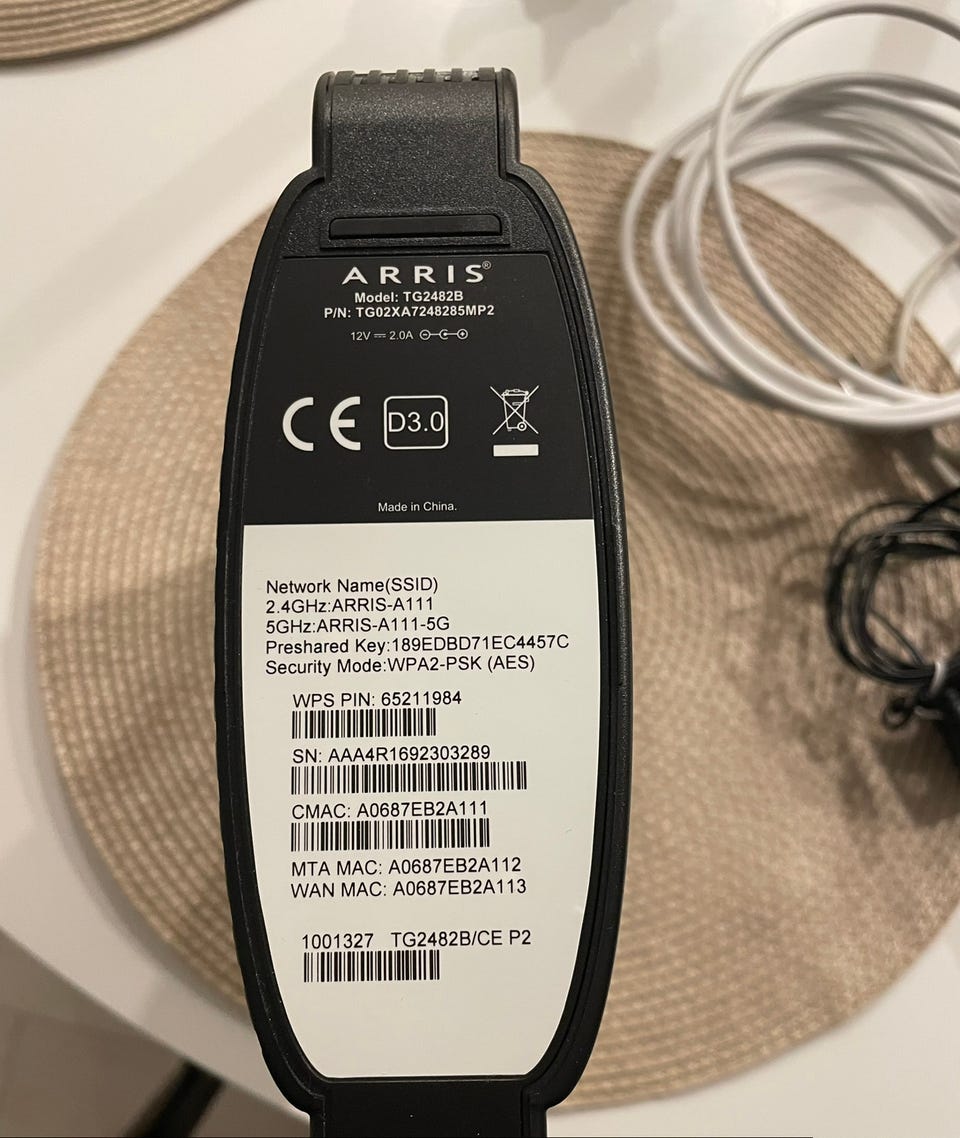 ARRIS®
Model: TG2482B
P/N: TG02XA7248285MP2
12V ⎓ 2.0A
CE D3.0
Made in China.
Network Name(SSID)
2.4GHz:ARRIS-A111
5GHz:ARRIS-A111-5G
Preshared Key:189EDBD71EC4457C
Security Mode:WPA2-PSK (AES)
WPS PIN: 65211984
SN: AAA4R1692303289
CMAC: A0687EB2A111
MTA MAC: A0687EB2A112
WAN MAC: A0687EB2A113
1001327 TG2482B/CE P2